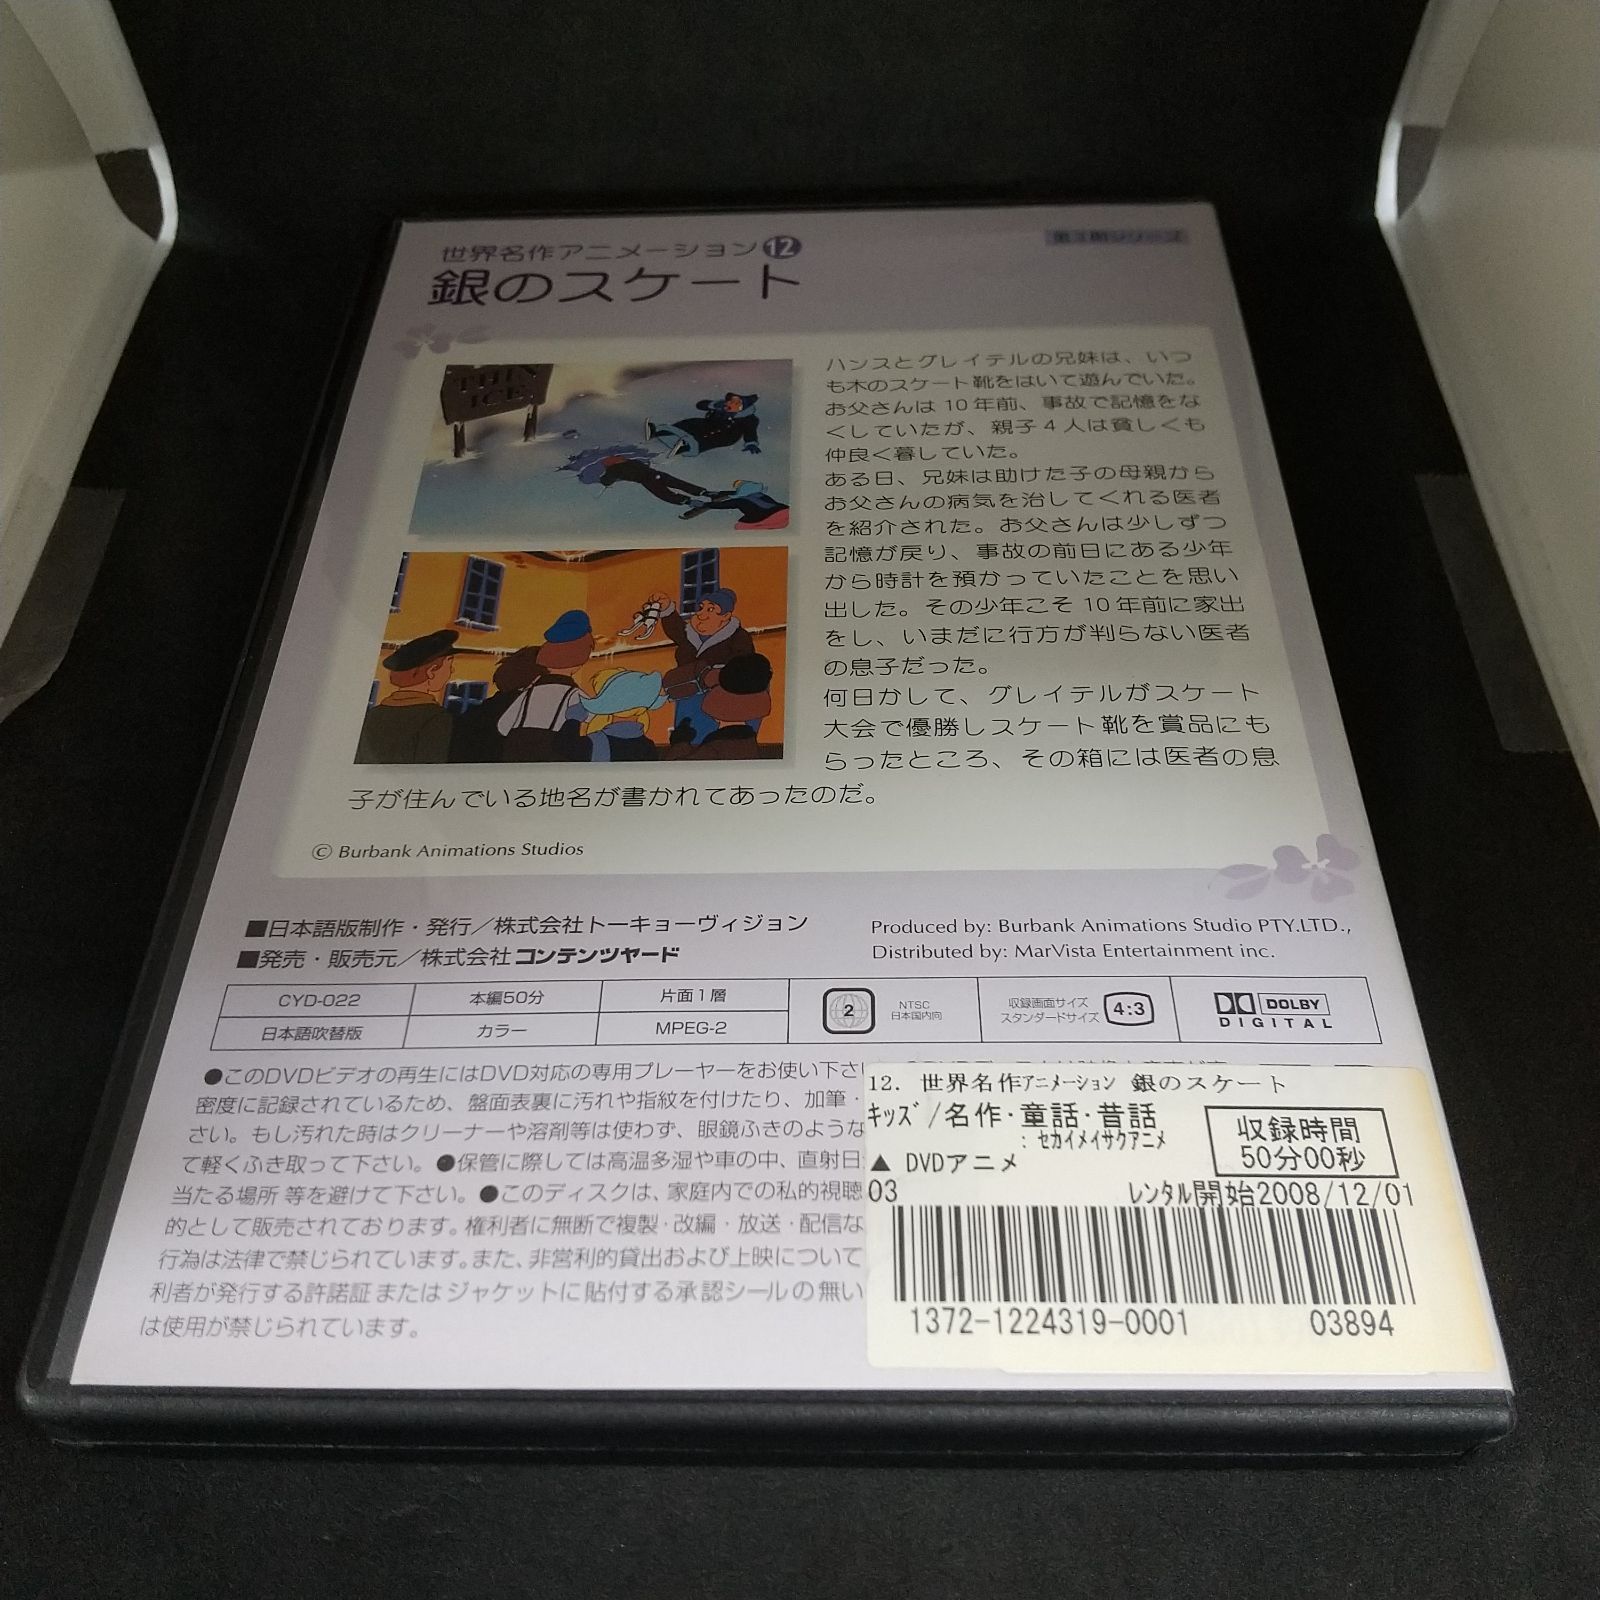 世界名作アニメーション12
第3期シリーズ
銀のスケート
THIN
ICE
ハンスとグレイテルの兄妹は、いつ
も木のスケート靴をはいて遊んでいた。
お父さんは10年前、事故で記憶をな
くしていたが、親子4人は貧しくも
仲良く暮していた。
ある日、兄妹は助けた子の母親から
お父さんの病気を治してくれる医者
を紹介された。お父さんは少しずつ
記憶が戻り、事故の前日にある少年
から時計を預かっていたことを思い
出した。その少年こそ10年前に家出
をし、いまだに行方が判らない医者
の息子だった。
何日かして、グレイテルがスケート
大会で優勝しスケート靴を賞品にも
らったところ、その箱には医者の息
子が住んでいる地名が書かれてあったのだ。
© Burbank Animations Studios
■日本語版制作・発行／株式会社トーキョーヴィジョン
■発売・販売元／株式会社コンテンツヤード
Produced by: Burbank Animations Studio PTY.LTD.,
Distributed by: MarVista Entertainment inc.
CYD-022 本編50分 片面1層
日本語吹替版 カラー MPEG-2
2
NTSC
日本国内向
収録画面サイズ
スタンダードサイズ
4:3
DOLBY
DIGITAL
●このDVDビデオの再生にはDVD対応の専用プレーヤーをお使い下さい
密度に記録されているため、盤面表裏に汚れや指紋を付けたり、加筆・
さい。もし汚れた時はクリーナーや溶剤等は使わず、眼鏡ふきのような
て軽くふき取って下さい。●保管に際しては高温多湿や車の中、直射日
当たる場所 等を避けて下さい。●このディスクは、家庭内での私的視聴
的として販売されております。権利者に無断で複製・改編・放送・配信な
行為は法律で禁じられています。また、非営利的貸出および上映について
利者が発行する許諾証またはジャケットに貼付する承認シールの無い
は使用が禁じられています。
12. 世界名作ｱﾆﾒｰｼｮﾝ 銀のスケート
ｷｯｽﾞ/名作･童話･昔話
: ｾｶｲﾒｲｻｸｱﾆﾒ
▲ DVDアニメ
収録時間
50分00秒
03
ﾚﾝﾀﾙ開始2008/12/01
1372-1224319-0001
03894